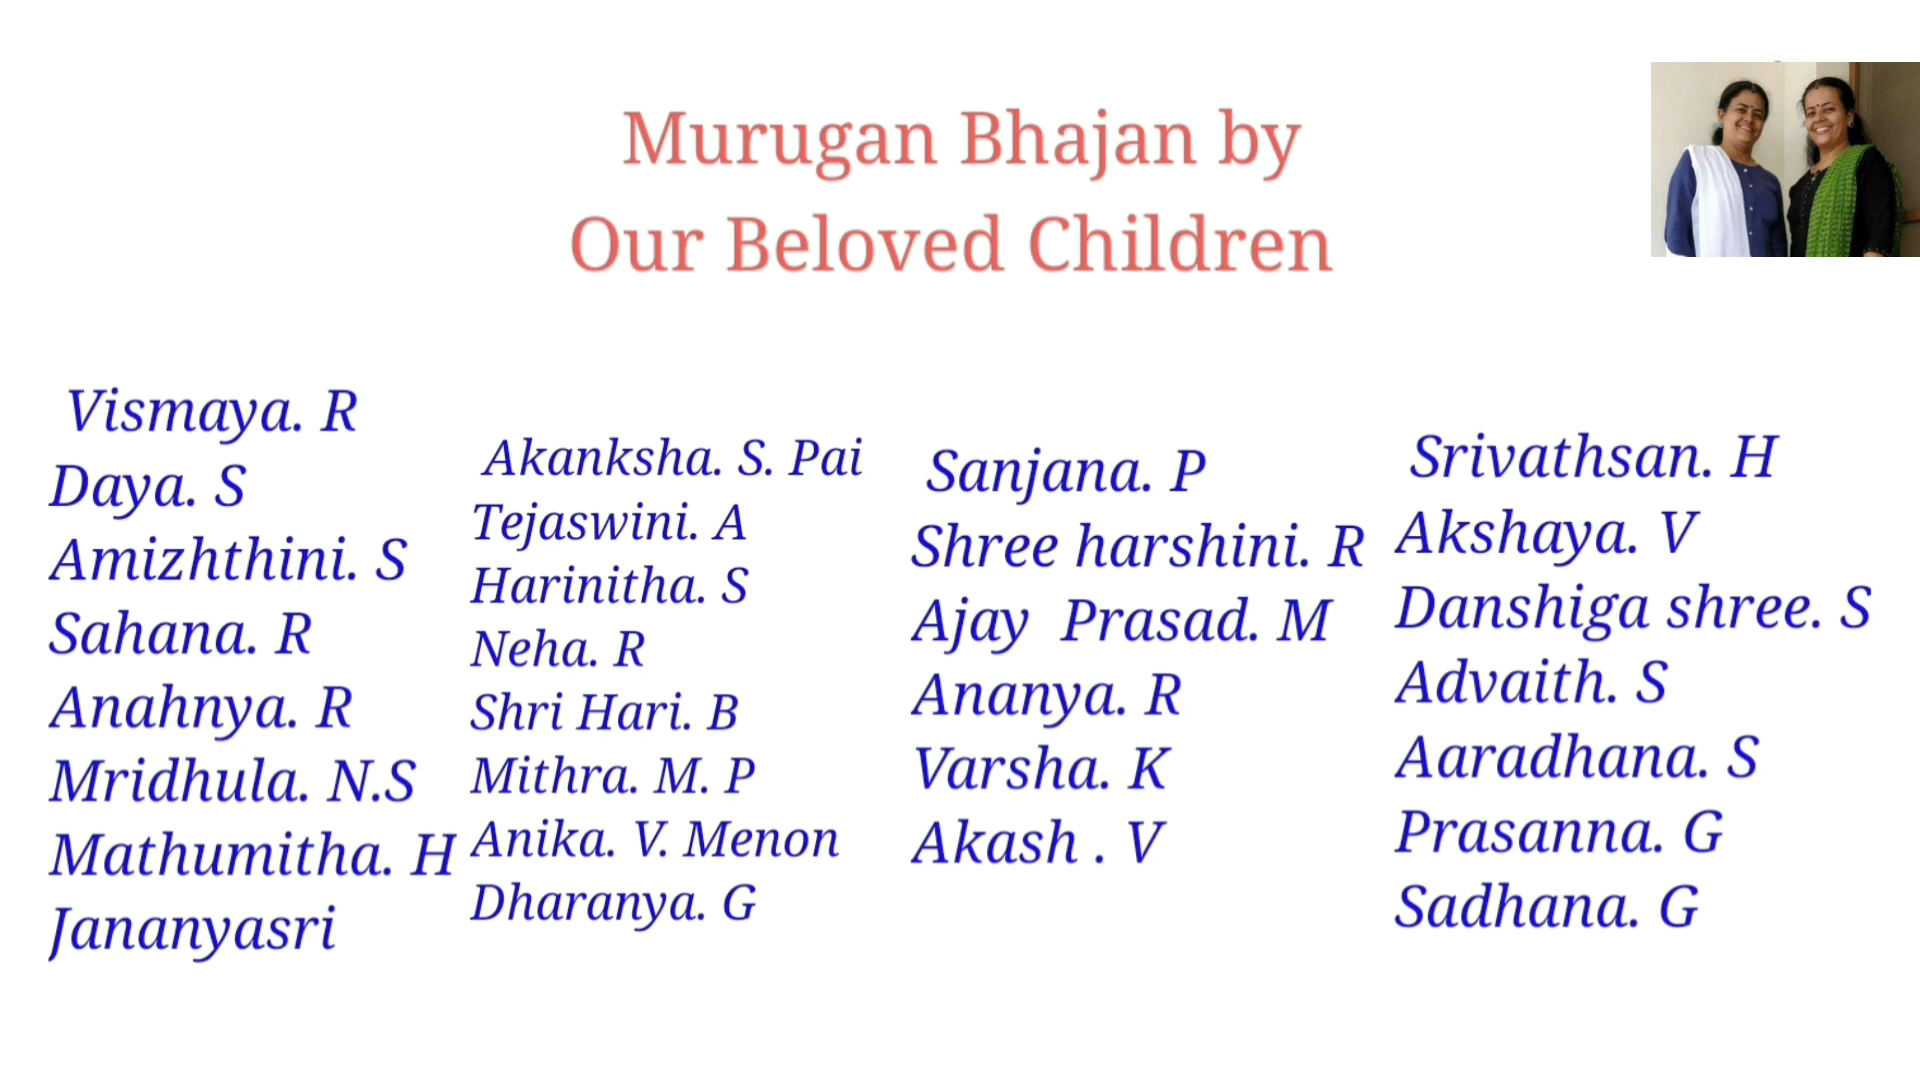 Murugan Bhajan by
Our Beloved Children
Vismaya. R
Daya. S
Amizhthini. S
Sahana. R
Anahnya. R
Mridhula. N.S
Mathumitha. H
Jananyasri
Akanksha. S. Pai
Tejaswini. A
Harinitha. S
Neha. R
Shri Hari. B
Mithra. M. P
Anika. V. Menon
Dharanya. G
Sanjana. P
Shree harshini. R
Ajay  Prasad. M
Ananya. R
Varsha. K
Akash . V
Srivathsan. H
Akshaya. V
Danshiga shree. S
Advaith. S
Aaradhana. S
Prasanna. G
Sadhana. G